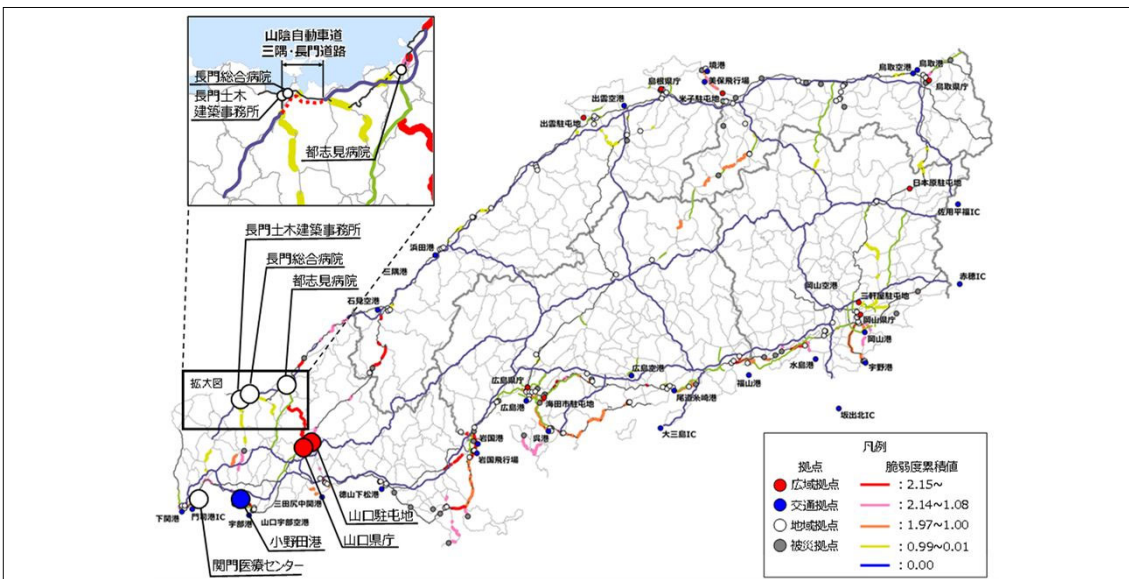 山陰自動車道
三隅・長門道路
長門総合病院
長門土木
建築事務所
都志見病院
長門土木建築事務所
長門総合病院
都志見病院
拡大図
境港
美保飛行場
島根県庁
米子駐屯地
出雲空港
出雲駐屯地
鳥取空港
鳥取港
鳥取県庁
日本原駐屯地
佐用平福IC
赤穂IC
浜田港
三隅港
石見空港
岡山空港
三軒屋駐屯地
岡山県庁
岡山港
宇野港
水島港
広島空港
福山港
尾道糸崎港
坂出北IC
大三島IC
広島県庁
広島港
海田市駐屯地
呉港
岩国港
岩国飛行場
徳山下松港
三田尻中関港
山口駐屯地
山口県庁
下関港
門司港IC
宇部港
山口宇部空港
小野田港
関門医療センター
凡例
拠点
脆弱度累積値
広域拠点
:2.15~
交通拠点
:2.14~1.08
地域拠点
:1.97~1.00
被災拠点
:0.99~0.01
:0.00